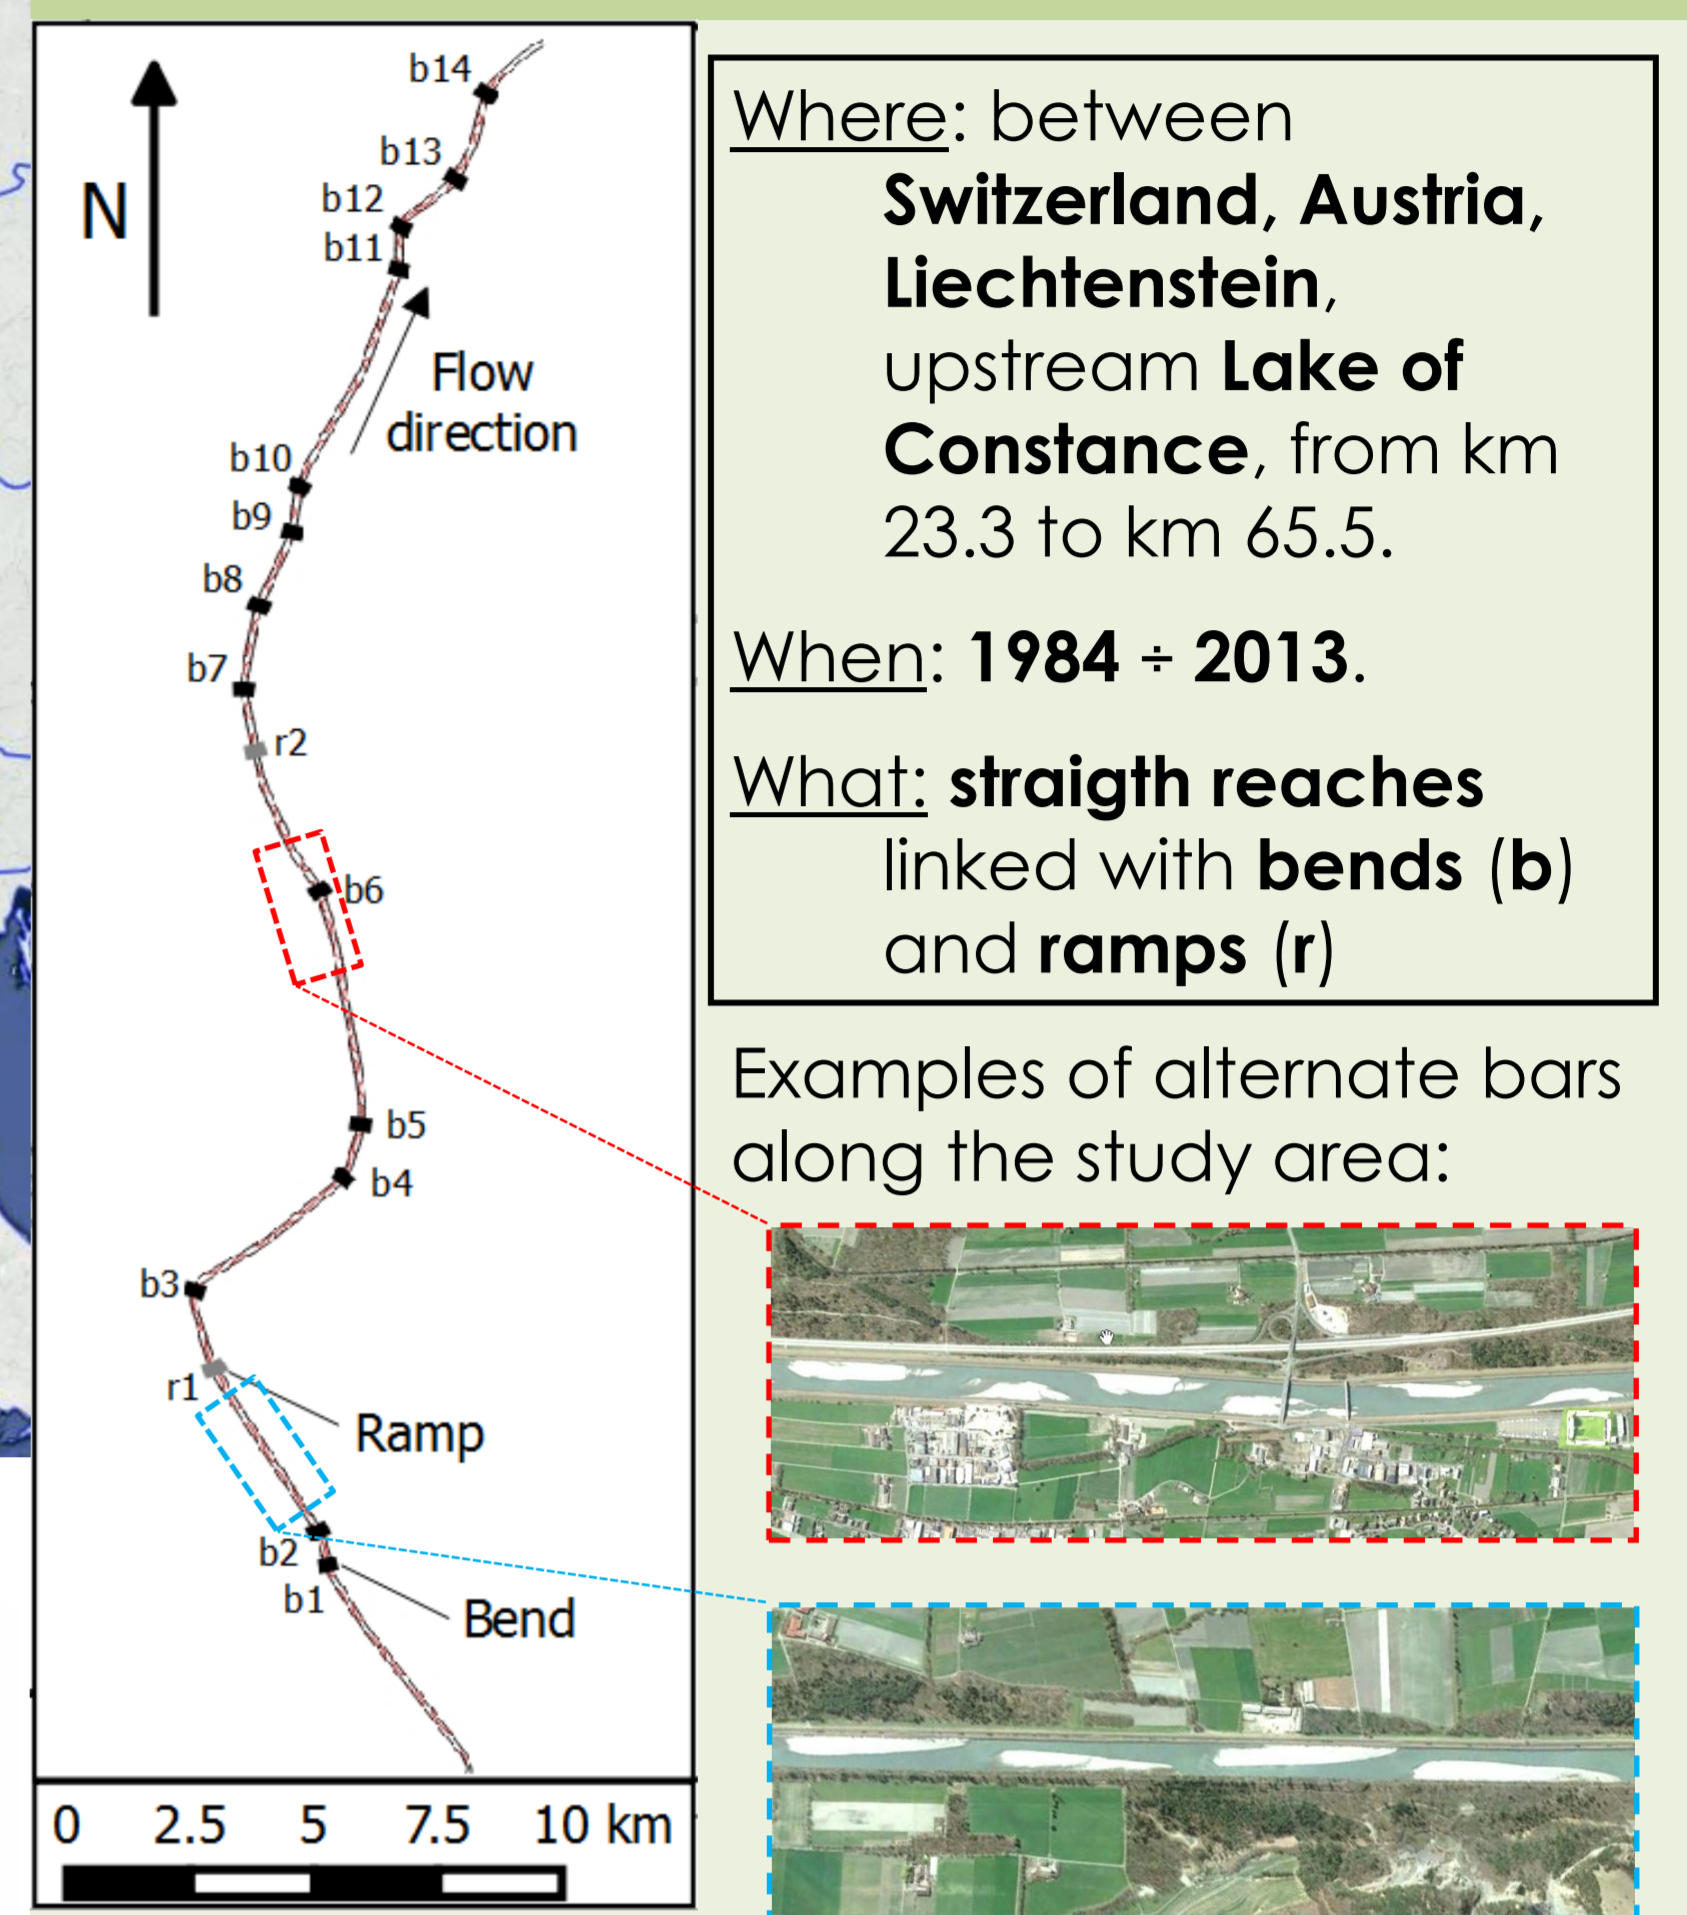 b14
b13
b12
b11
N
Flow
direction
b10
b9
b8
b7
r2
b6
b5
b4
b3
r1
Ramp
b2
b1
Bend
0 2.5 5 7.5 10 km
Where: between
Switzerland, Austria,
Liechtenstein,
upstream Lake of
Constance, from km
23.3 to km 65.5.
When: 1984 ÷ 2013.
What: straigth reaches
linked with bends (b)
and ramps (r)
Examples of alternate bars
along the study area: